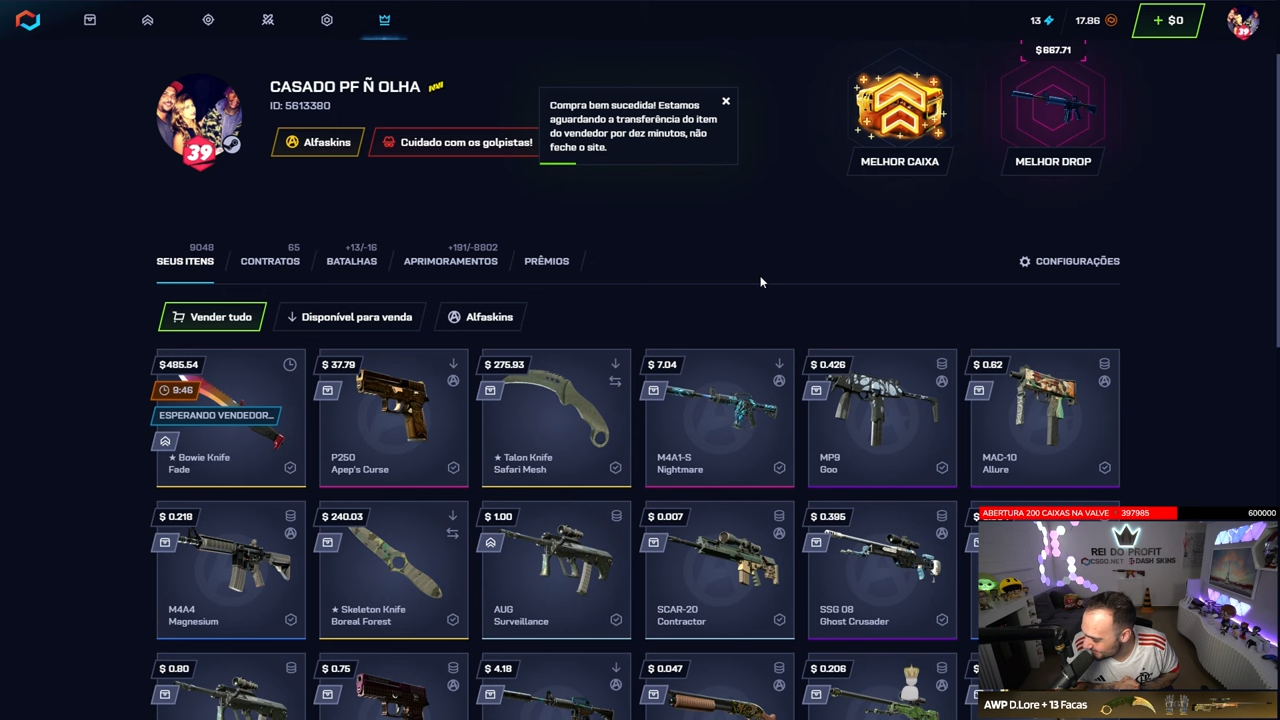 13
17.86
+ $0
39
CASADO PF Ñ OLHA
ID: 5613380
Alfaskins
Cuidado com os golpistas!
39
Compra bem sucedida! Estamos
aguardando a transferência do item
do vendedor por dez minutos, não
feche o site.
$667.71
MELHOR CAIXA
MELHOR DROP
9048
SEUS ITENS
65
CONTRATOS
+13/-16
BATALHAS
+191/-8802
APRIMORAMENTOS
PRÊMIOS
CONFIGURAÇÕES
Vender tudo
Disponível para venda
Alfaskins
$485.54
9:46
ESPERANDO VENDEDOR...
★ Bowie Knife
Fade
$ 37.79
P250
Apep's Curse
$ 275.93
★ Talon Knife
Safari Mesh
$ 7.04
M4A1-S
Nightmare
$ 0.426
MP9
Goo
$ 0.62
MAC-10
Allure
$ 0.218
M4A4
Magnesium
$ 240.03
★ Skeleton Knife
Boreal Forest
$ 1.00
AUG
Surveillance
$ 0.007
SCAR-20
Contractor
$ 0.395
SSG 08
Ghost Crusader
$ 0.80
$ 0.75
$ 4.18
$ 0.047
$ 0.206
ABERTURA 200 CAIXAS NA VALVE
397985
600000
REI DO PROFIT
CSGO.NET
DASH SKINS
AWP D.Lore + 13 Facas